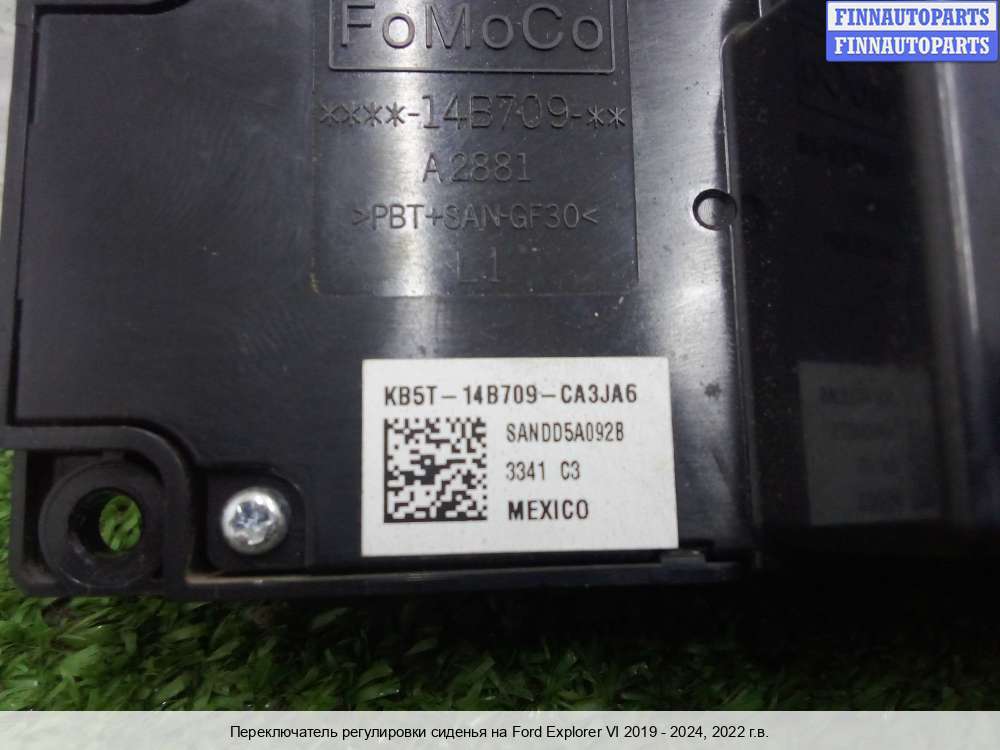 FINNAUTOPARTS
FINNAUTOPARTS
FoMoCo
****-14B709-**
A2881
>PBT+SAN-GF30<
L1
KB5T-14B709-CA3JA6
SANDD5A092B
3341 C3
MEXICO
Переключатель регулировки сиденья на Ford Explorer VI 2019 - 2024, 2022 г.в.